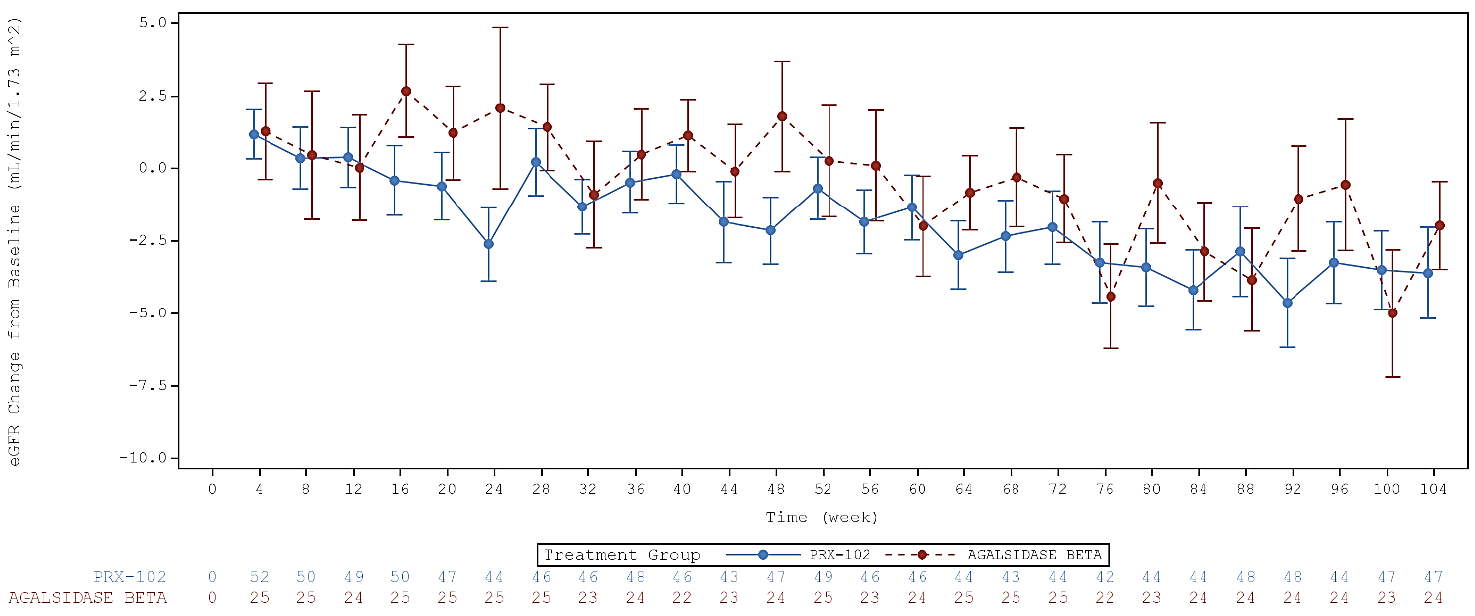 eGFR Change from Baseline (mL/min/1.73 m^2)
5.0
2.5
0.0
-2.5
-5.0
-7.5
-10.0
0 4 8 12 16 20 24 28 32 36 40 44 48 52 56 60 64 68 72 76 80 84 88 92 96 100 104
Time (week)
Treatment Group PRX-102 AGALSIDASE BETA
PRX-102 0 52 50 49 50 47 44 46 46 48 46 43 47 49 46 46 44 43 44 42 44 44 48 48 44 47 47
AGALSIDASE BETA 0 25 25 24 25 25 25 25 23 24 22 23 24 25 23 24 25 25 25 22 23 24 24 24 24 23 24